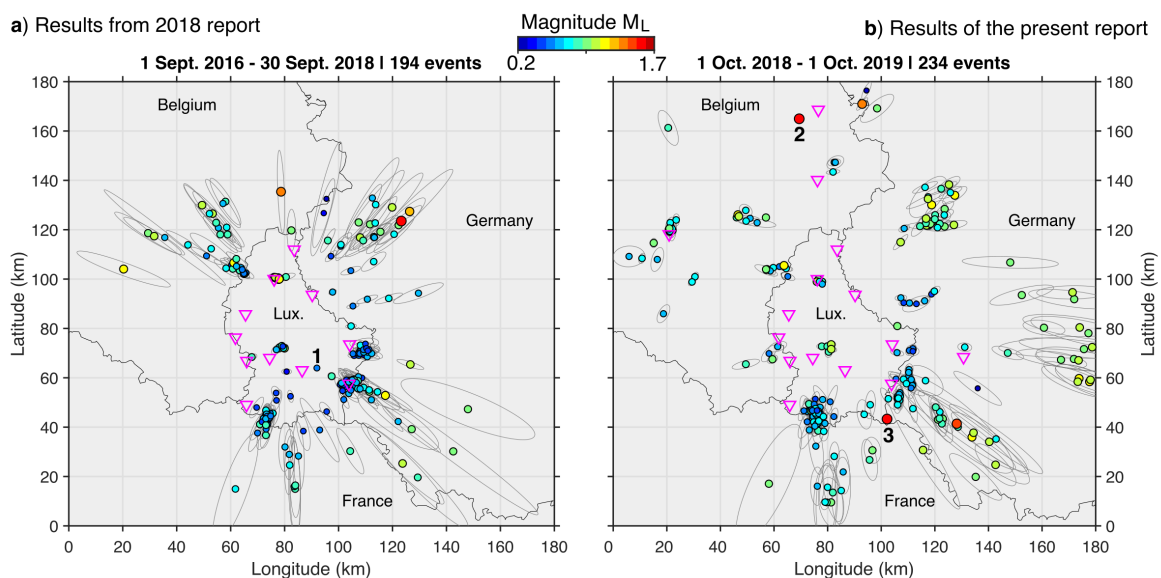 a) Results from 2018 report
Magnitude ML
b) Results of the present report
0.2
1.7
1 Sept. 2016 - 30 Sept. 2018 | 194 events
1 Oct. 2018 - 1 Oct. 2019 | 234 events
180
160
140
120
100
80
60
40
20
0
Latitude (km)
Belgium
Germany
Lux.
1
France
0
20
40
60
80
100
120
140
160
180
Longitude (km)
Belgium
2
Germany
Lux.
3
France
180
160
140
120
100
80
60
40
20
0
Latitude (km)
0
20
40
60
80
100
120
140
160
180
Longitude (km)